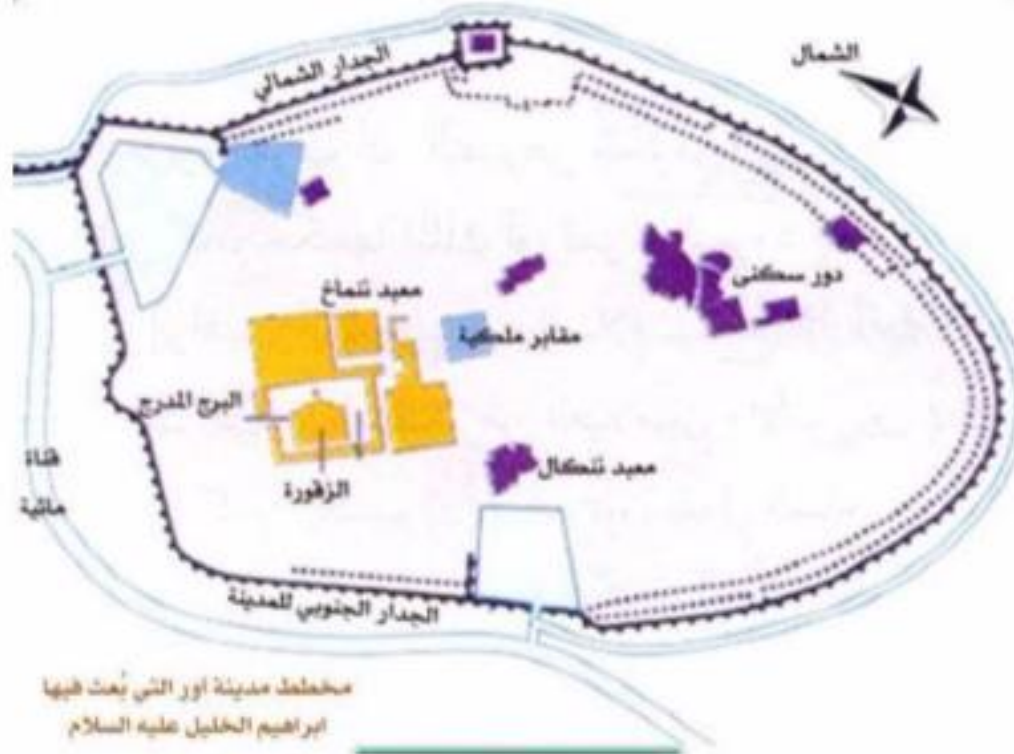 الشمال
الجدار الشمالي
دور سكنى
معبد ننماخ
مقابر ملكية
البرج المدرج
معبد ننكال
الزقورة
قناة
مائية
الجدار الجنوبي للمدينة
مخطط مدينة أور التي بُعث فيها
ابراهيم الخليل عليه السلام